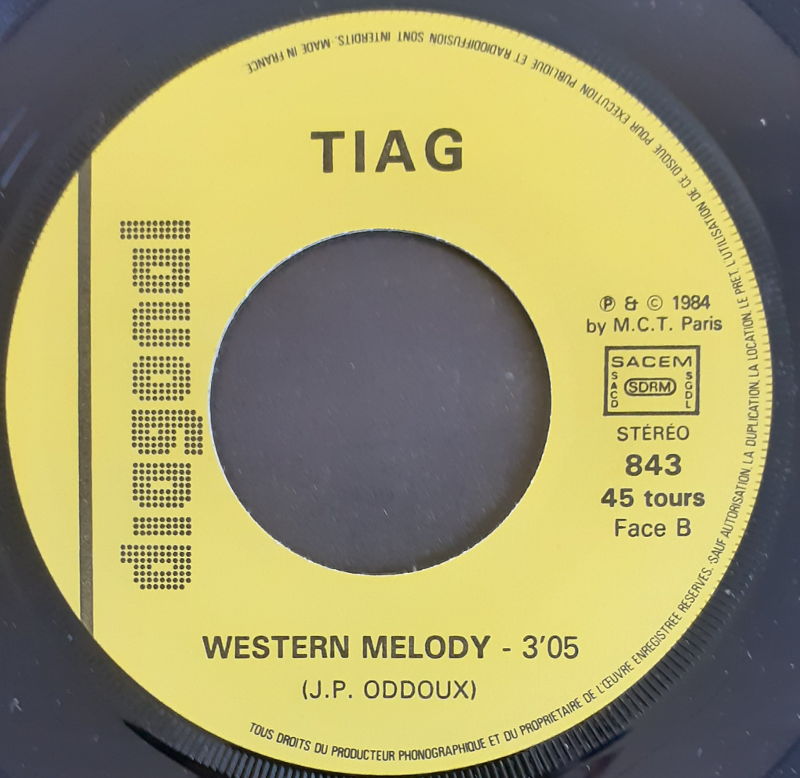 TIAG
diagonal
Ⓟ & © 1984
by M.C.T. Paris
SACEM
SACD
SDRM
SGDL
STÉRÉO
843
45 tours
Face B
WESTERN MELODY - 3'05
(J.P. ODDOUX)
TOUS DROITS DU PRODUCTEUR PHONOGRAPHIQUE ET DU PROPRIETAIRE DE L'ŒUVRE ENREGISTREE RESERVES. SAUF AUTORISATION, LA DUPLICATION, LA LOCATION, LE PRET, L'UTILISATION DE CE DISQUE POUR EXECUTION PUBLIQUE ET RADIODIFFUSION SONT INTERDITS. MADE IN FRANCE.